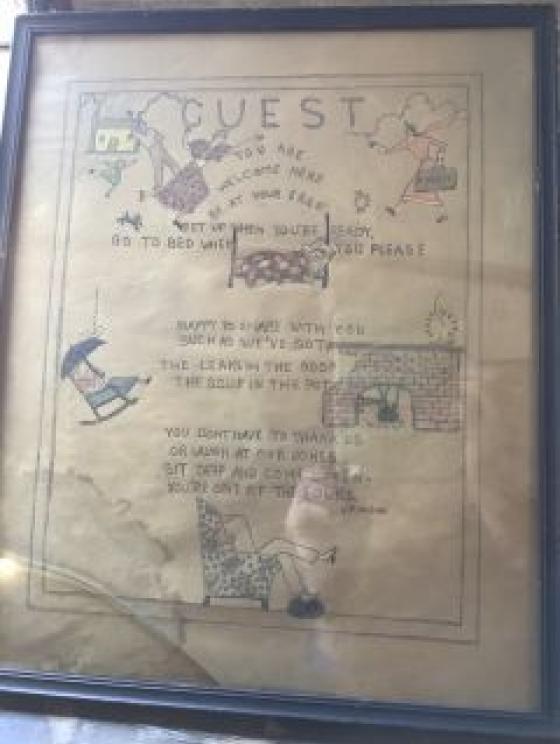 GUEST
YOU ARE
WELCOME HERE
BE AT YOUR EASE
GET UP WHEN YOU'RE READY,
GO TO BED WHEN YOU PLEASE
HAPPY TO SHARE WITH YOU
SUCH AS WE'VE GOT
THE LEAKS IN THE ROOF
THE SOUP IN THE POT
YOU DON'T HAVE TO THANK US
OR LAUGH AT OUR JOKES
SIT DEEP AND COME OFTEN-
YOU'RE ONE OF THE FOLKS